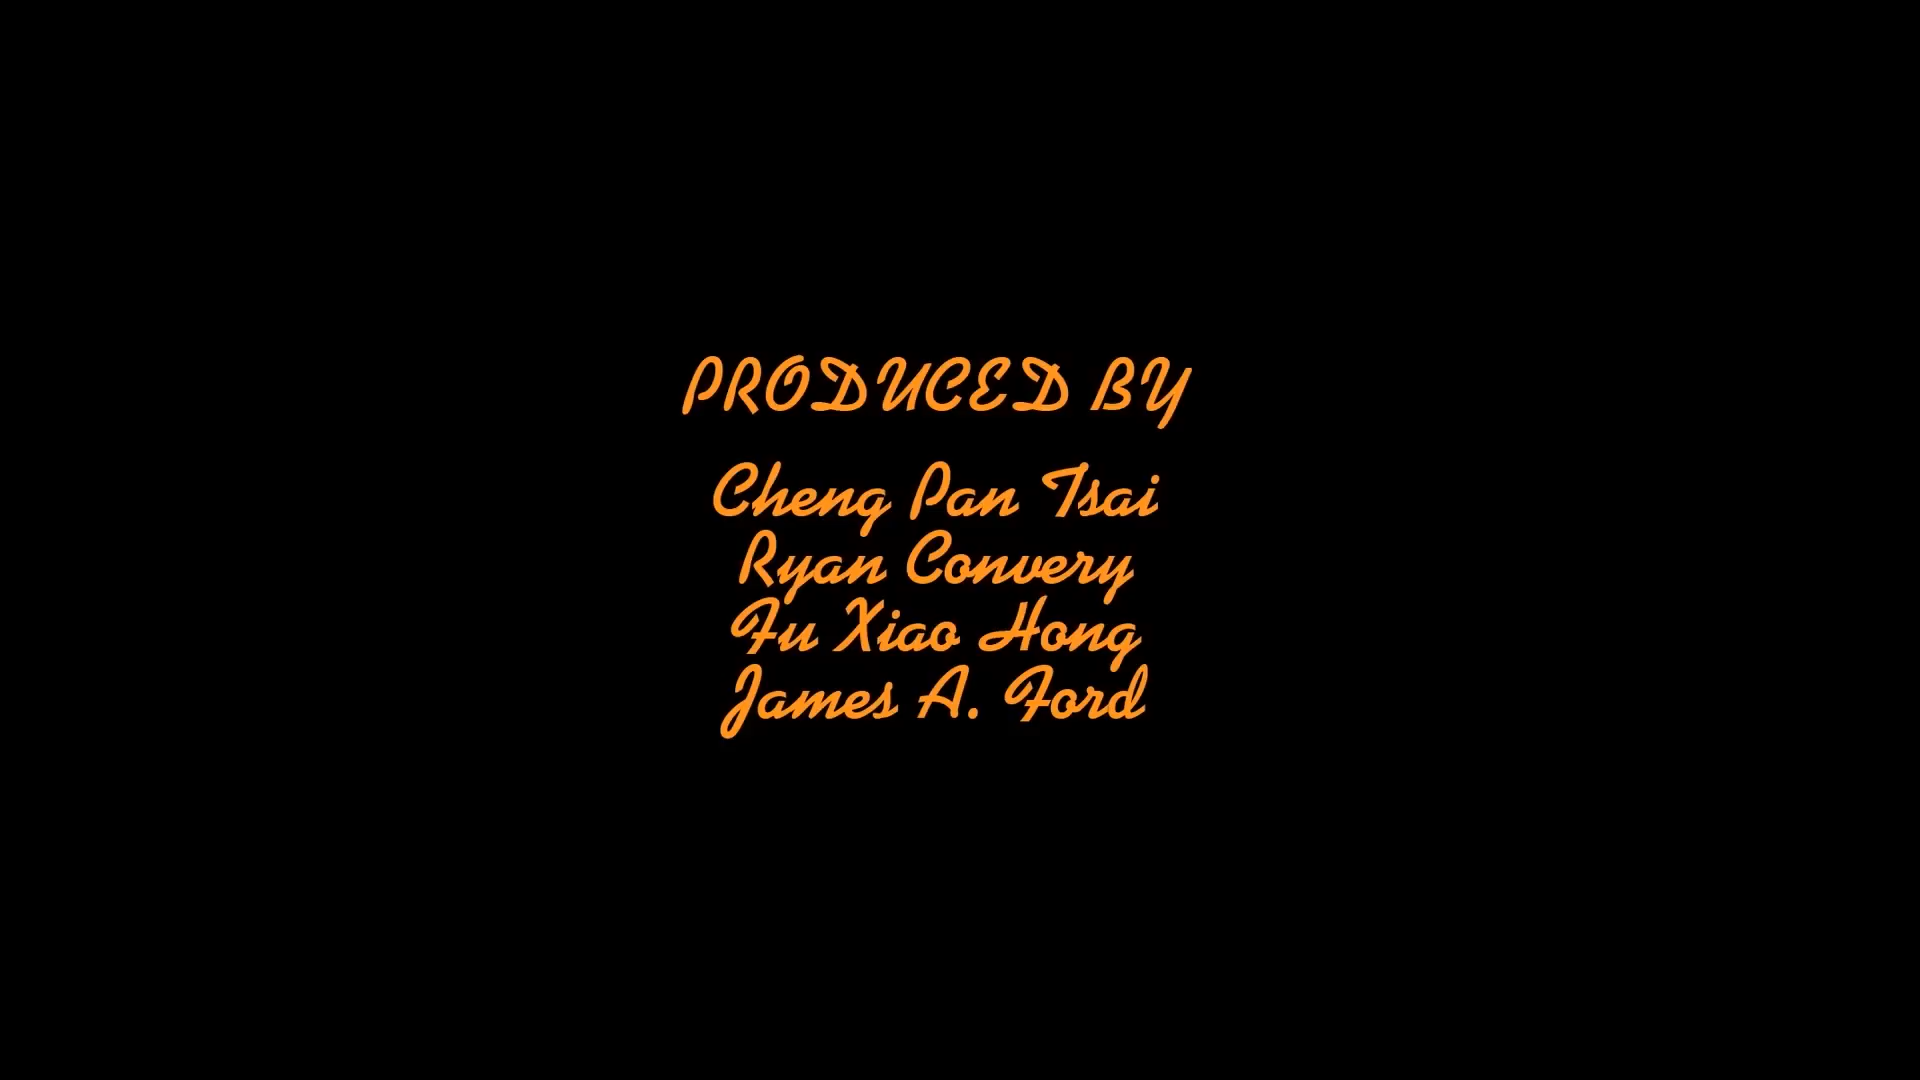 PRODUCED BY
Cheng Pan Tsai
Ryan Convery
Fu Xiao Hong
James A. Ford